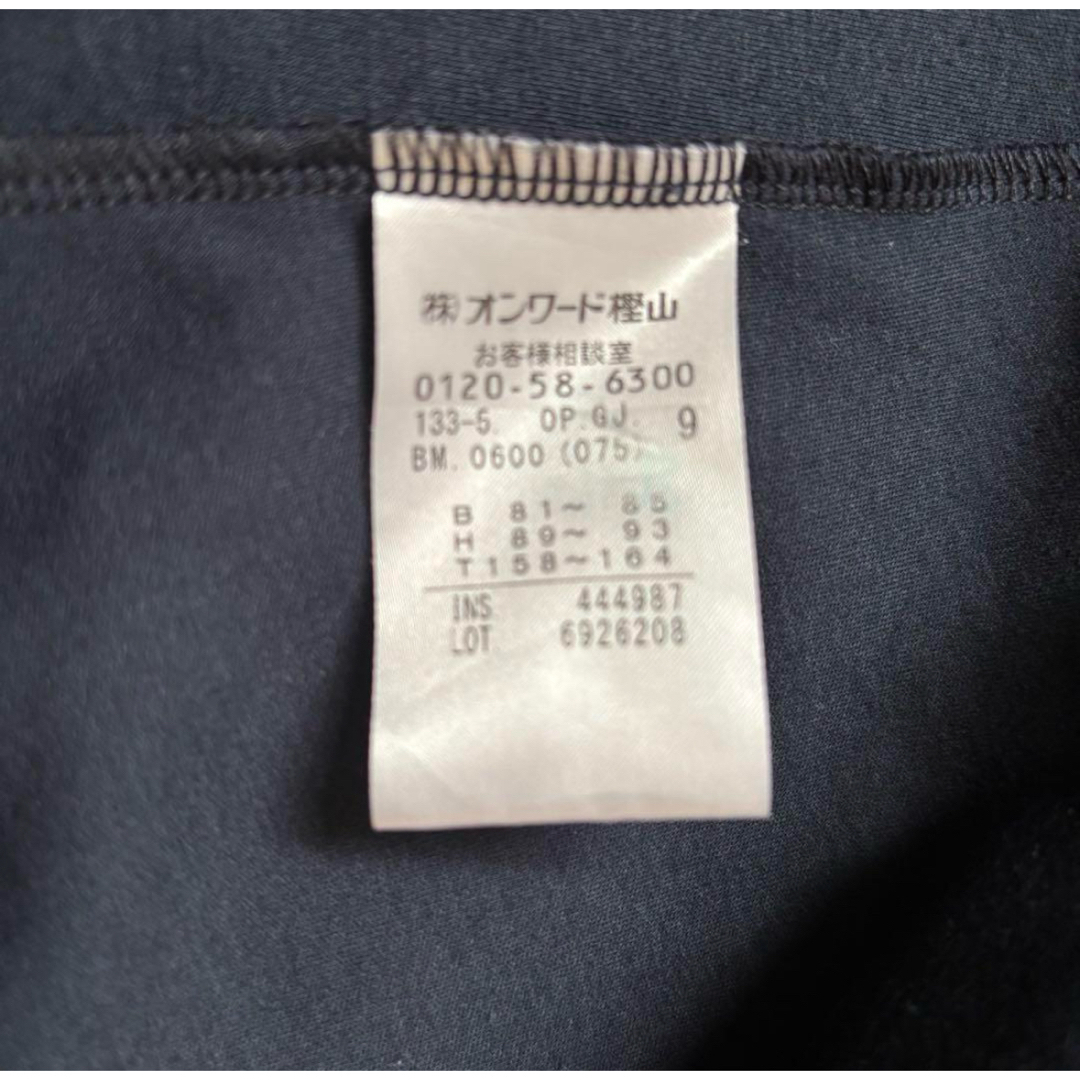 ㈱オンワード樫山
お客様相談室
0120-58-6300
133-5. OP.GJ. 9
BM. 0600 (075)
B 81～ 85
H 89～ 93
T158～164
INS 444987
LOT 6926208